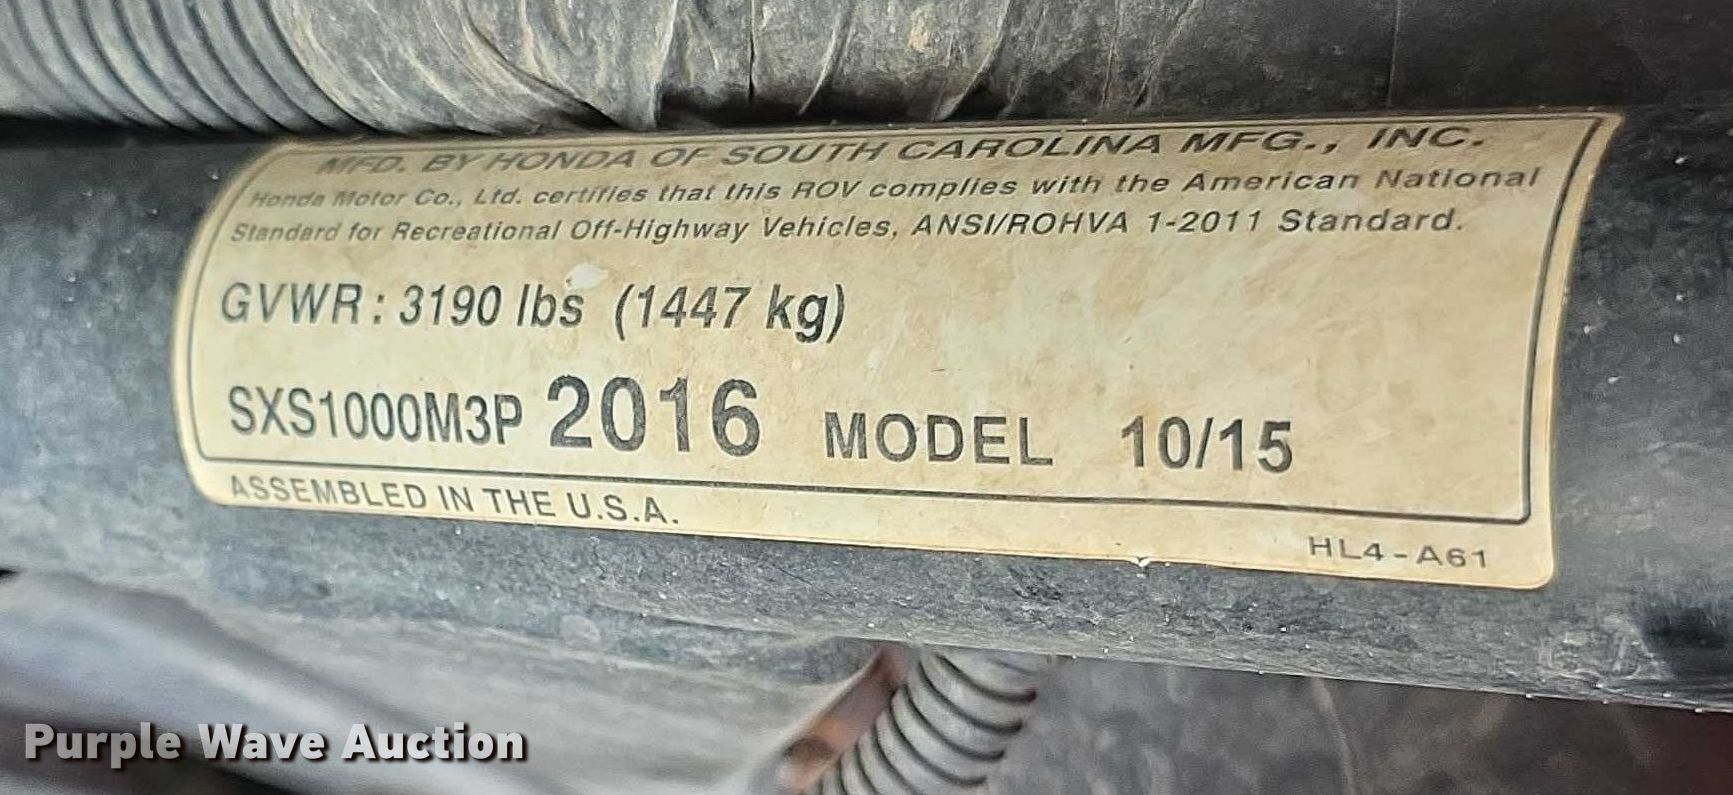 MFD. BY HONDA OF SOUTH CAROLINA MFG., INC.
Honda Motor Co., Ltd. certifies that this ROV complies with the American National
Standard for Recreational Off-Highway Vehicles, ANSI/ROHVA 1-2011 Standard.
GVWR: 3190 lbs (1447 kg)
SXS1000M3P 2016 MODEL 10/15
ASSEMBLED IN THE U.S.A.
HL4-A61
Purple Wave Auction